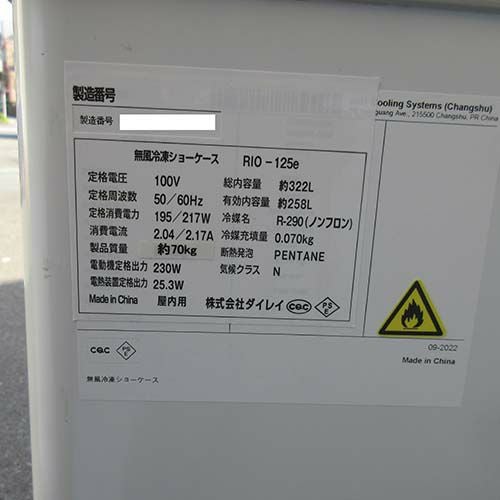 製造番号
製造番号
無風冷凍ショーケース RIO-125e
定格電圧 100V 総内容量 約322L
定格周波数 50/60Hz 有効内容量 約258L
定格消費電力 195/217W 冷媒名 R-290(ノンフロン)
消費電流 2.04/2.17A 冷媒充填量 0.070kg
製品質量 約70kg 断熱発泡 PENTANE
電動機定格出力 230W 気候クラス N
電熱装置定格出力 25.3W
Made in China 屋内用 株式会社ダイレイ CQC PSE
ooling Systems (Changshu)
guang Ave., 215500 Changshu, PR China
09-2022
Made in China
CQC PSE
無風冷凍ショーケース